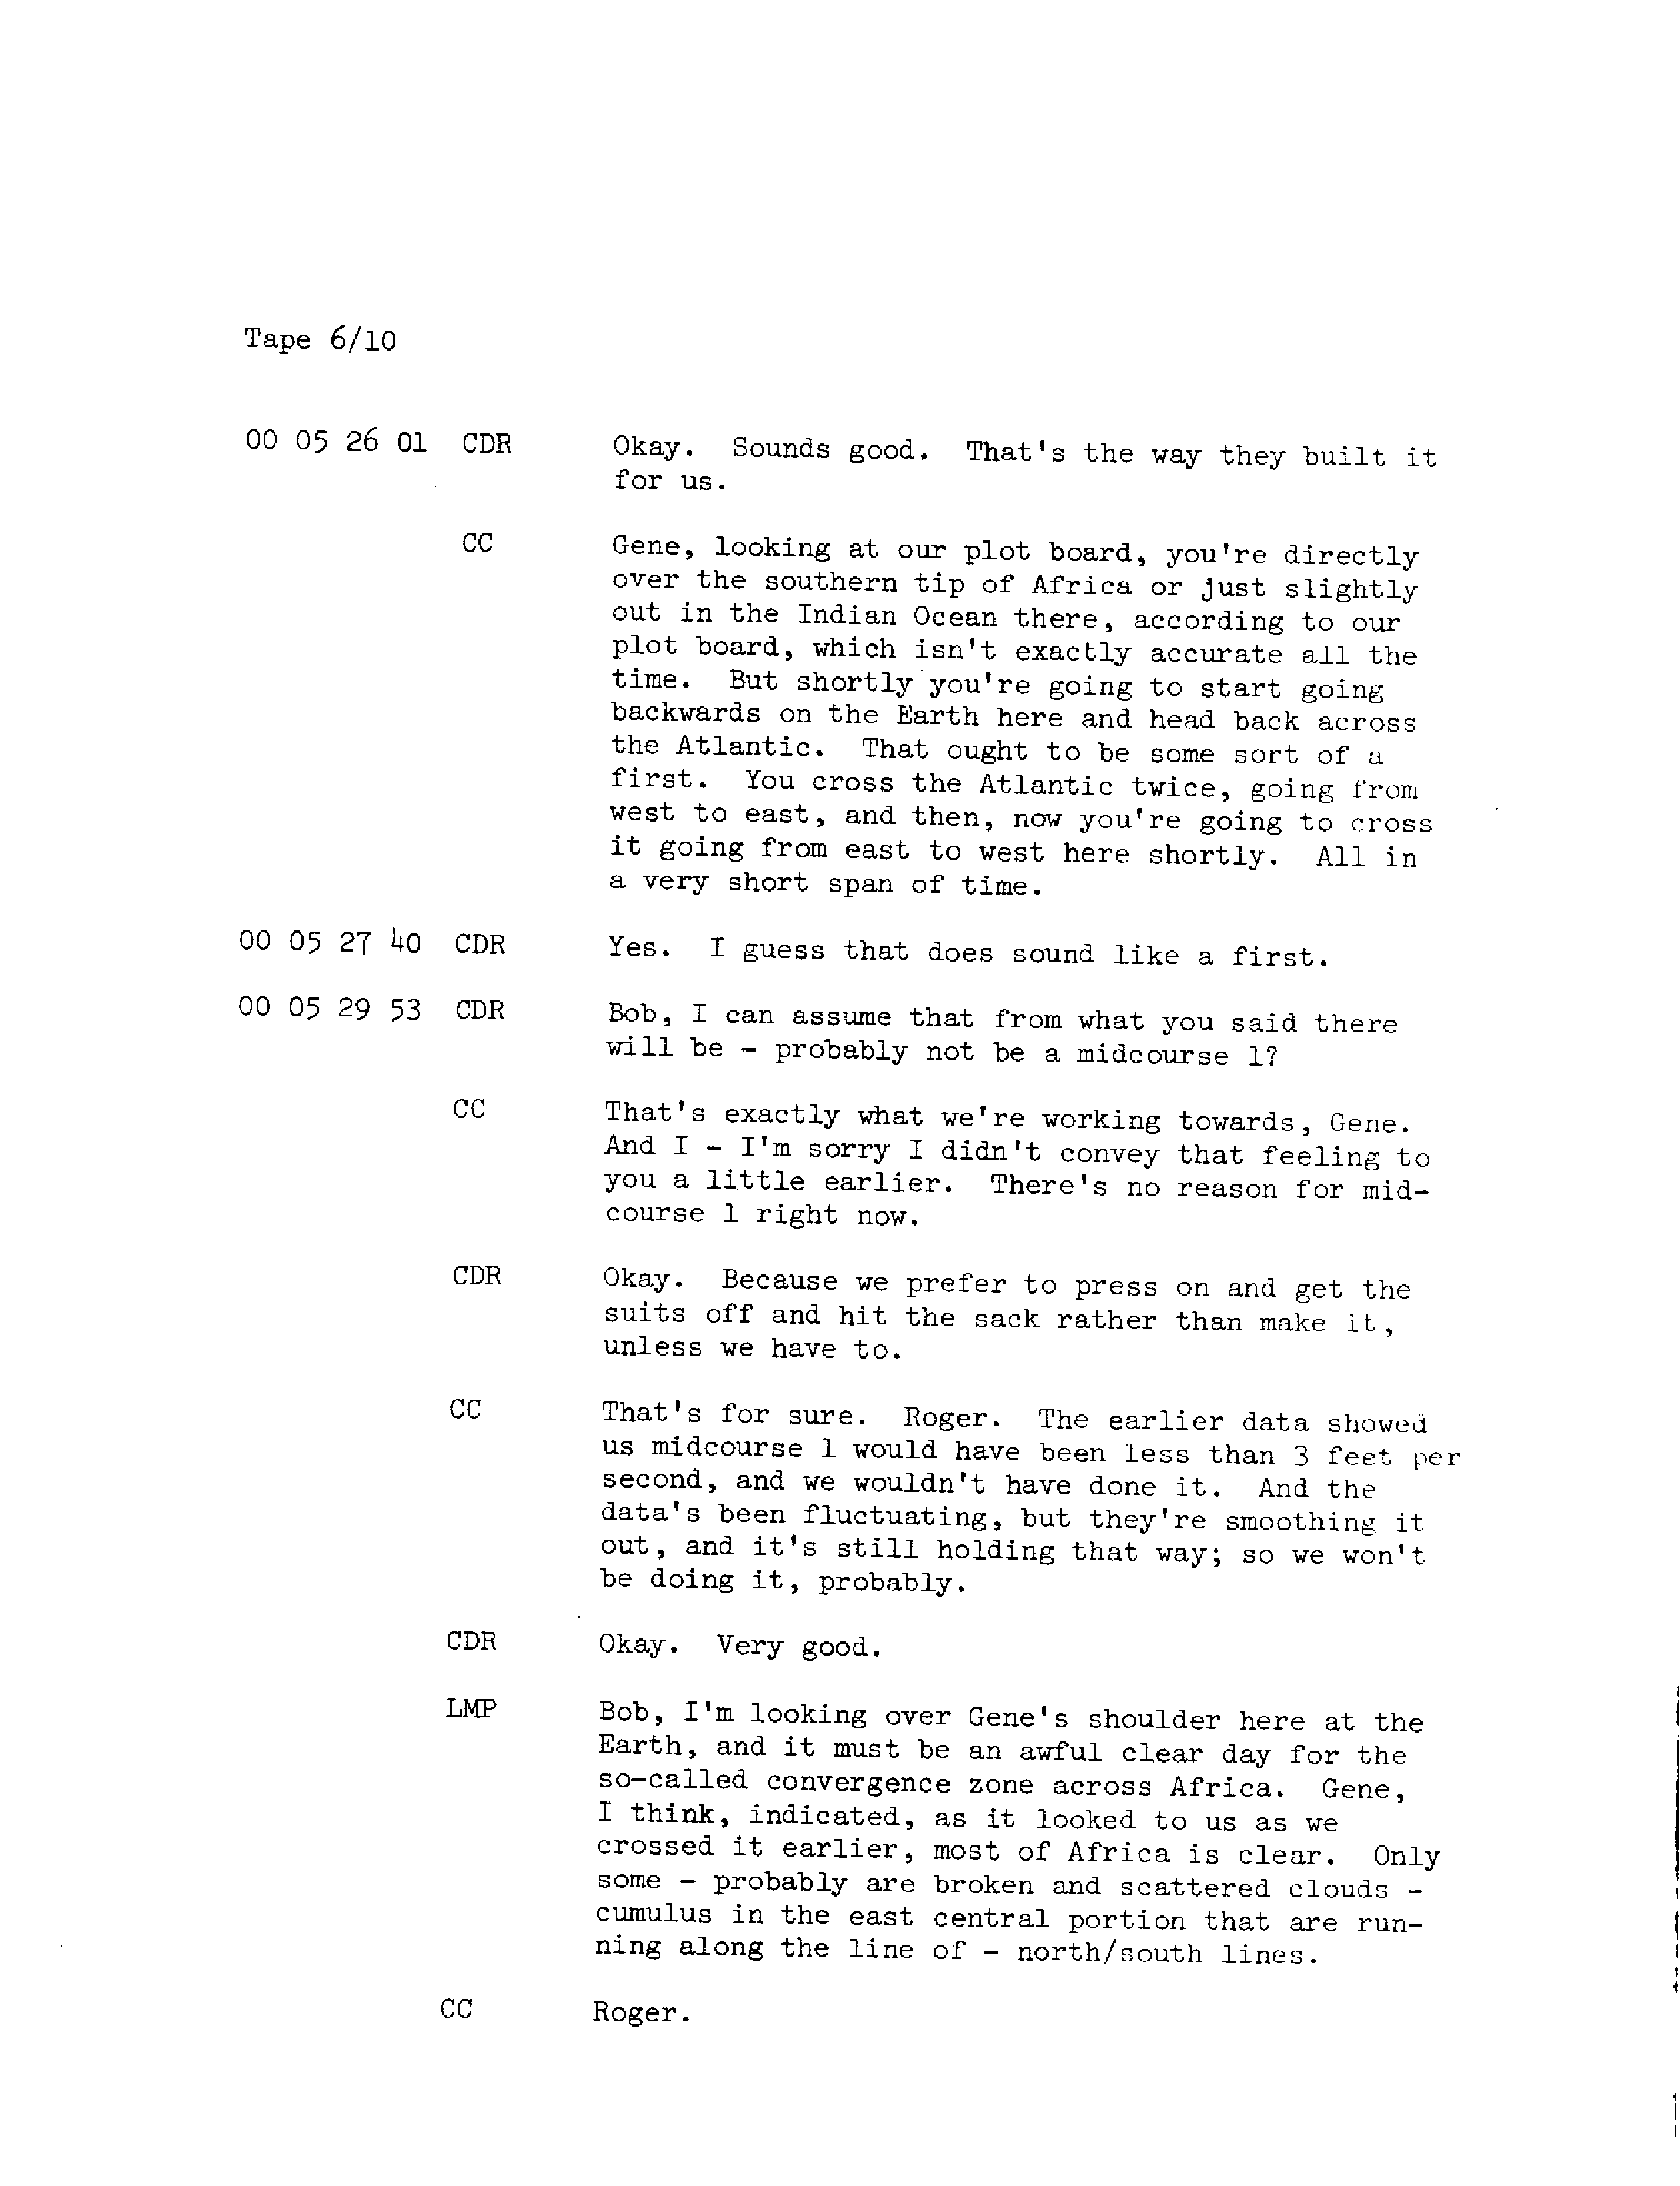 Tape 6/10
00 05 26 01 CDR Okay. Sounds good. That's the way they built it
for us.
CC Gene, looking at our plot board, you're directly
over the southern tip of Africa or just slightly
out in the Indian Ocean there, according to our
plot board, which isn't exactly accurate all the
time. But shortly you're going to start going
backwards on the Earth here and head back across
the Atlantic. That ought to be some sort of a
first. You cross the Atlantic twice, going from
west to east, and then, now you're going to cross
it going from east to west here shortly. All in
a very short span of time.
00 05 27 40 CDR Yes. I guess that does sound like a first.
00 05 29 53 CDR Bob, I can assume that from what you said there
will be - probably not be a midcourse 1?
CC That's exactly what we're working towards, Gene.
And I - I'm sorry I didn't convey that feeling to
you a little earlier. There's no reason for mid-
course 1 right now.
CDR Okay. Because we prefer to press on and get the
suits off and hit the sack rather than make it,
unless we have to.
CC That's for sure. Roger. The earlier data showed
us midcourse 1 would have been less than 3 feet per
second, and we wouldn't have done it. And the
data's been fluctuating, but they're smoothing it
out, and it's still holding that way; so we won't
be doing it, probably.
CDR Okay. Very good.
LMP Bob, I'm looking over Gene's shoulder here at the
Earth, and it must be an awful clear day for the
so-called convergence zone across Africa. Gene,
I think, indicated, as it looked to us as we
crossed it earlier, most of Africa is clear. Only
some - probably are broken and scattered clouds -
cumulus in the east central portion that are run-
ning along the line of - north/south lines.
CC Roger.